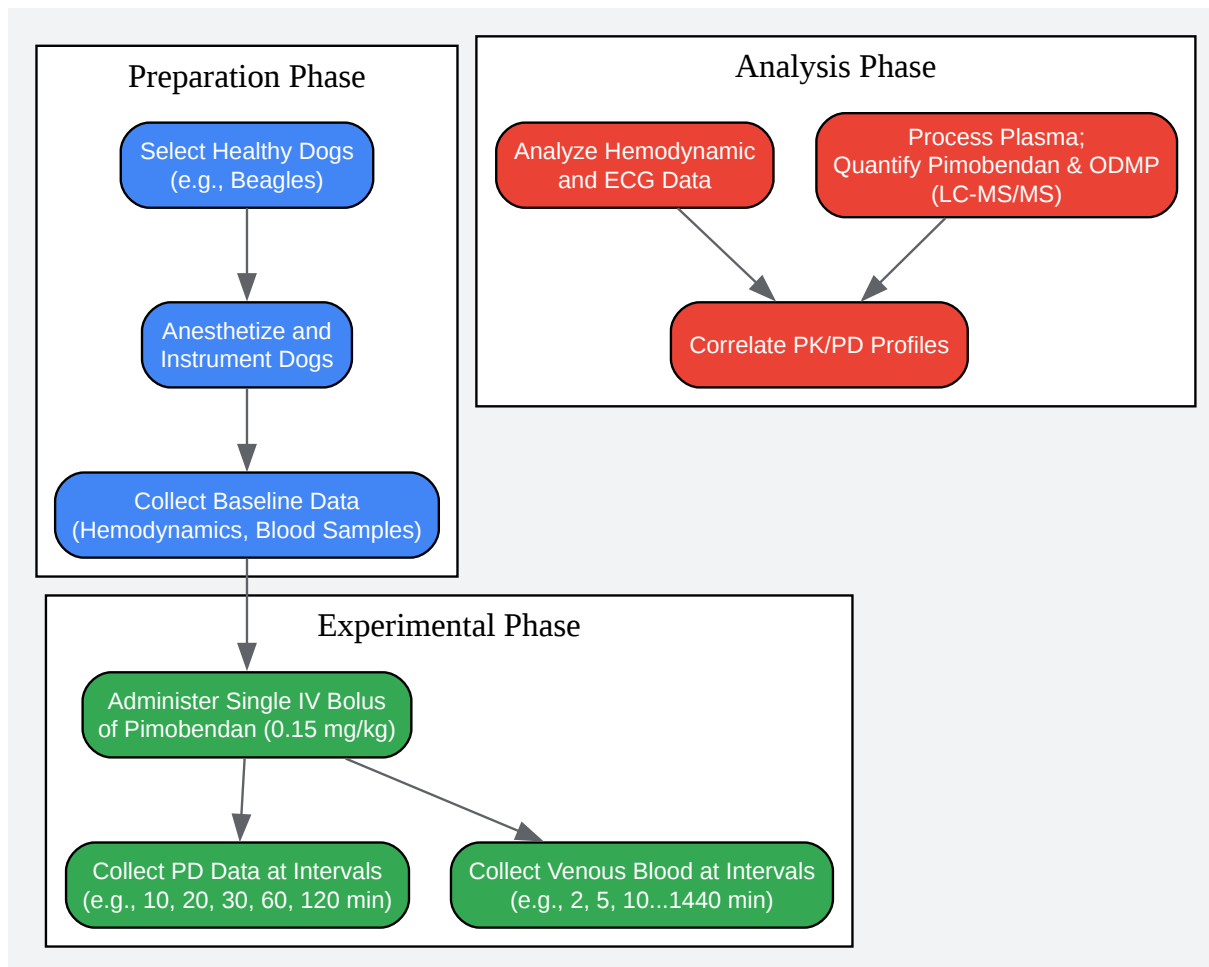 Preparation Phase
Select Healthy Dogs
(e.g., Beagles)
Anesthetize and
Instrument Dogs
Collect Baseline Data
(Hemodynamics, Blood Samples)
Analysis Phase
Analyze Hemodynamic
and ECG Data
Process Plasma;
Quantify Pimobendan & ODMP
(LC-MS/MS)
Correlate PK/PD Profiles
Experimental Phase
Administer Single IV Bolus
of Pimobendan (0.15 mg/kg)
Collect PD Data at Intervals
(e.g., 10, 20, 30, 60, 120 min)
Collect Venous Blood at Intervals
(e.g., 2, 5, 10...1440 min)